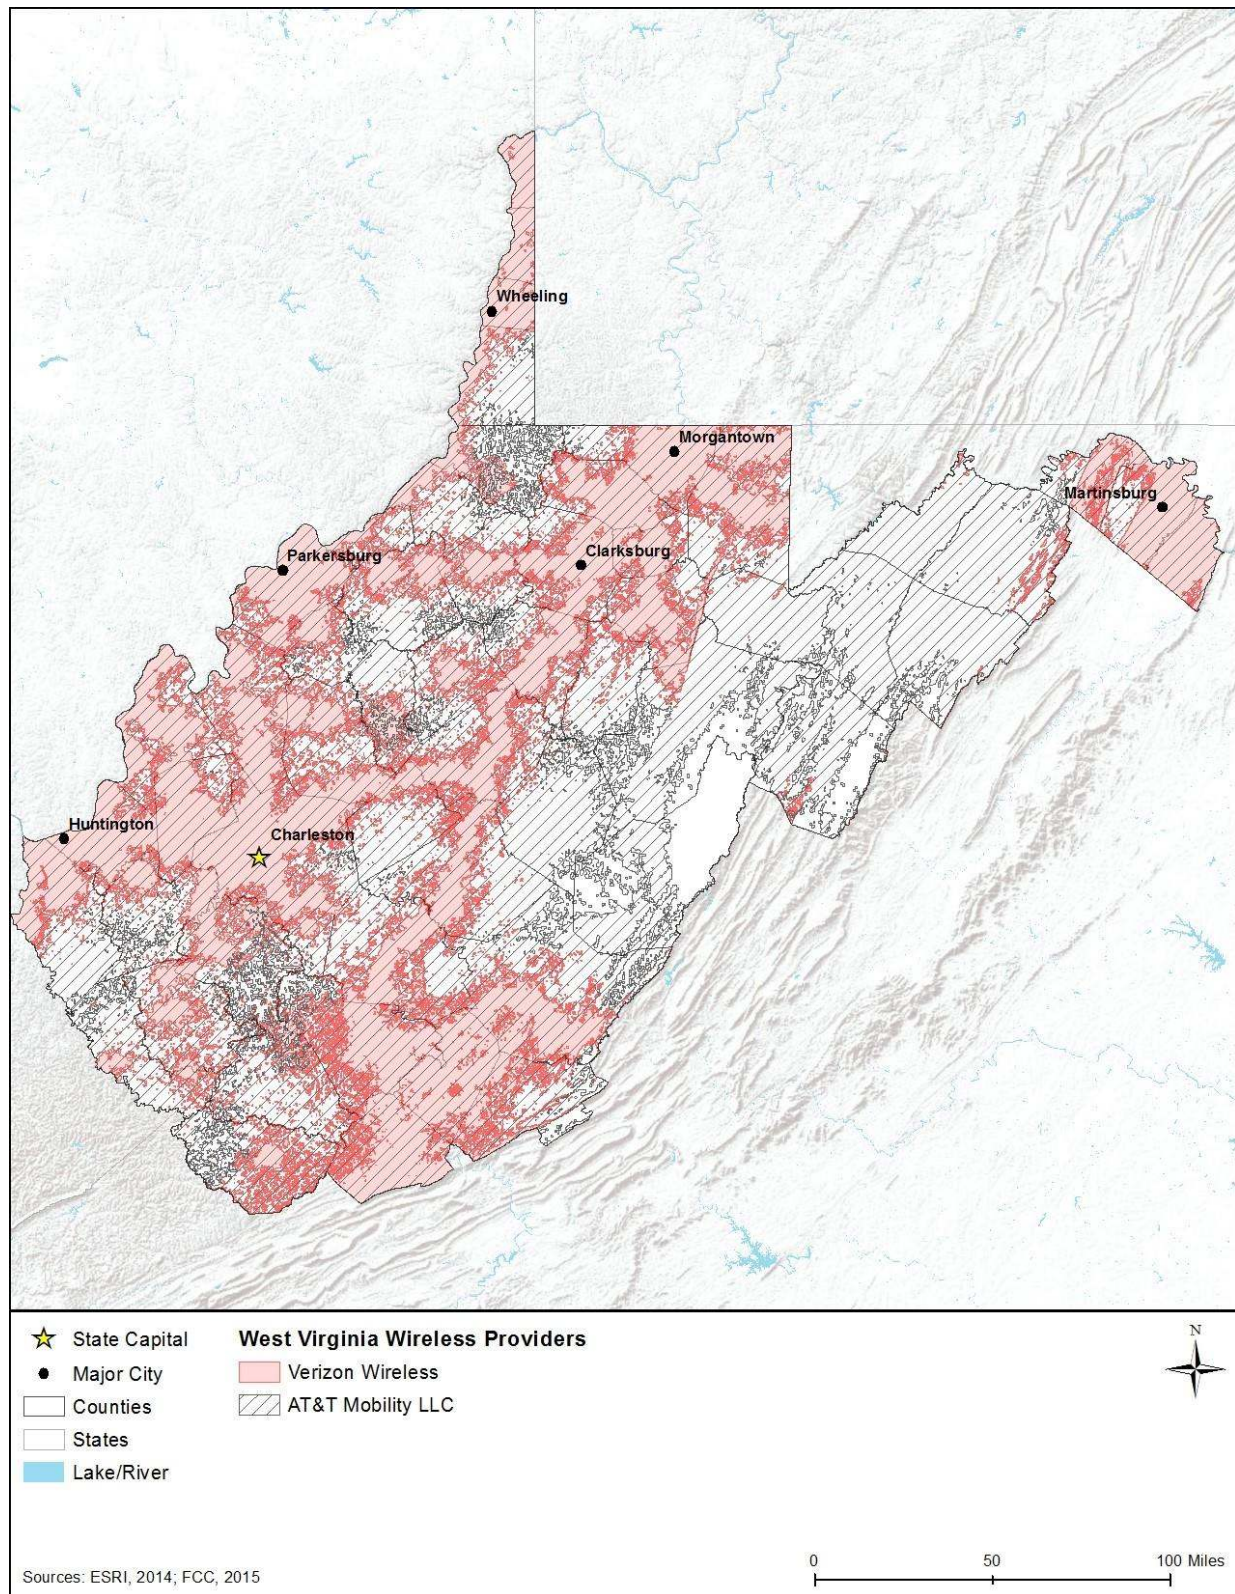 Wheeling
Morgantown
Martinsburg
Parkersburg
Clarksburg
Huntington
Charleston
State Capital
Major City
Counties
States
Lake/River
West Virginia Wireless Providers
Verizon Wireless
AT&T Mobility LLC
N
0 50 100 Miles
Sources: ESRI, 2014; FCC, 2015